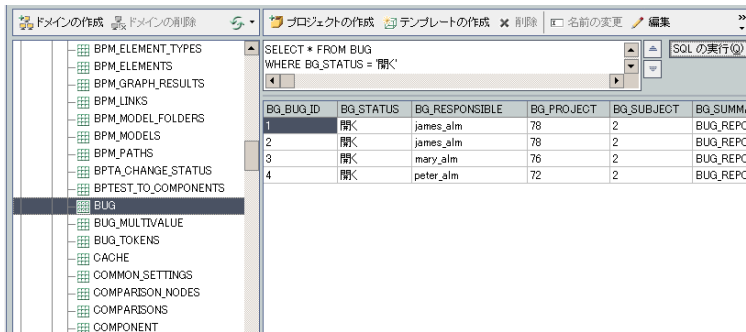 ドメインの作成 ドメインの削除
プロジェクトの作成 テンプレートの作成 削除 名前の変更 編集
BPM_ELEMENT_TYPES
BPM_ELEMENTS
BPM_GRAPH_RESULTS
BPM_LINKS
BPM_MODEL_FOLDERS
BPM_MODELS
BPM_PATHS
BPTA_CHANGE_STATUS
BPTEST_TO_COMPONENTS
BUG
BUG_MULTIVALUE
BUG_TOKENS
CACHE
COMMON_SETTINGS
COMPARISON_NODES
COMPARISONS
COMPONENT
SELECT * FROM BUG
WHERE BG_STATUS = '開く'
SQL の実行(Q)
BG_BUG_ID BG_STATUS BG_RESPONSIBLE BG_PROJECT BG_SUBJECT BG_SUMM
1 開く james_alm 78 2 BUG_REPO
2 開く james_alm 78 2 BUG_REPO
3 開く mary_alm 76 2 BUG_REPO
4 開く peter_alm 72 2 BUG_REPO